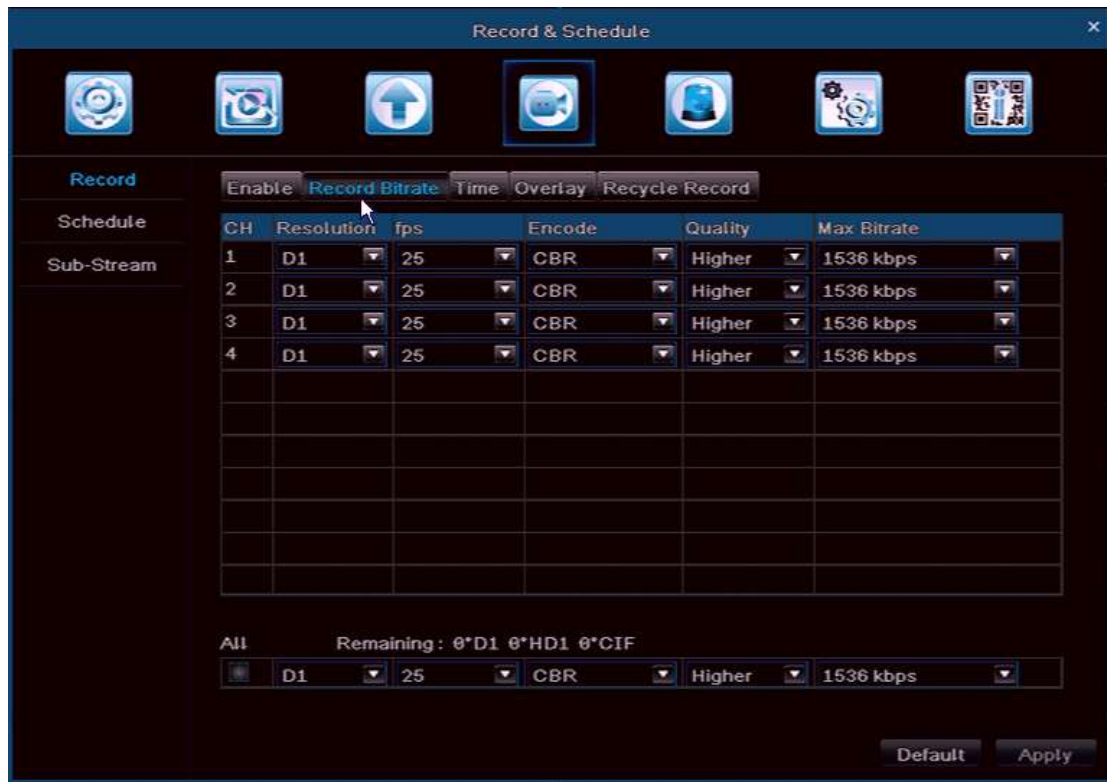 Record & Schedule
Record
Schedule
Sub-Stream
Enable Record Bitrate Time Overlay Recycle Record
CH Resolution fps Encode Quality Max Bitrate
1 D1 25 CBR Higher 1536 kbps
2 D1 25 CBR Higher 1536 kbps
3 D1 25 CBR Higher 1536 kbps
4 D1 25 CBR Higher 1536 kbps
All Remaining : 0*D1 0*HD1 0*CIF
D1 25 CBR Higher 1536 kbps
Default Apply